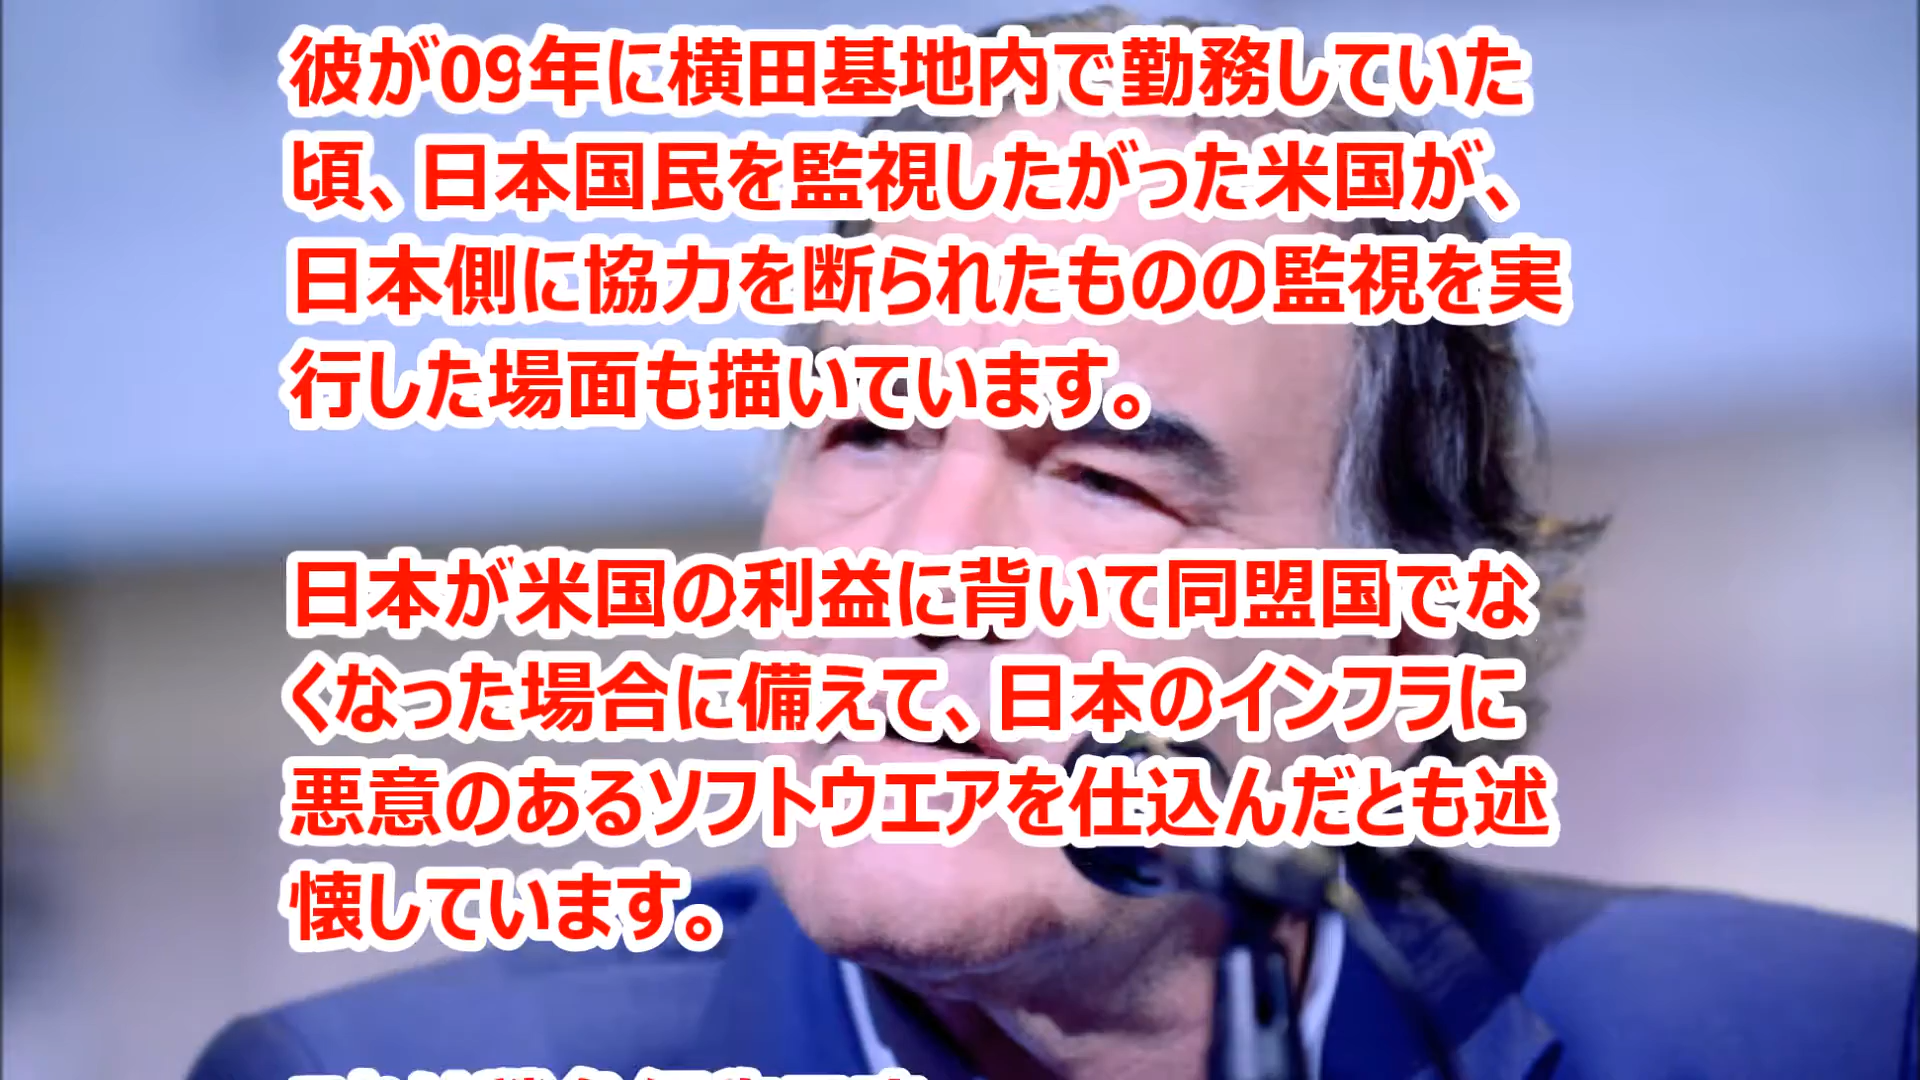 彼が09年に横田基地内で勤務していた
頃、日本国民を監視したがった米国が、
日本側に協力を断られたものの監視を実
行した場面も描いています。
日本が米国の利益に背いて同盟国でな
くなった場合に備えて、日本のインフラに
悪意のあるソフトウエアを仕込んだとも述
懐しています。